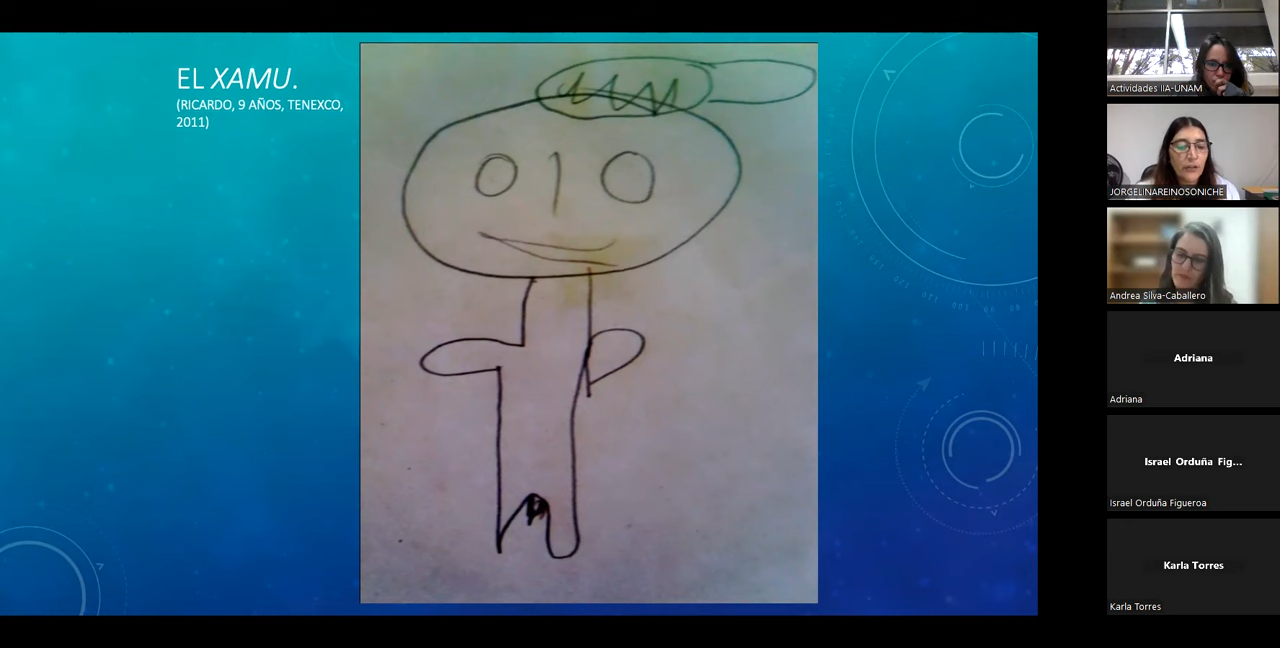 EL XAMU.
(RICARDO, 9 AÑOS, TENEXCO,
2011)
Actividades IIA-UNAM
JORGELINAREINOSONICHE
Andrea Silva-Caballero
Adriana
Adriana
Israel Orduña Fig...
Israel Orduña Figueroa
Karla Torres
Karla Torres